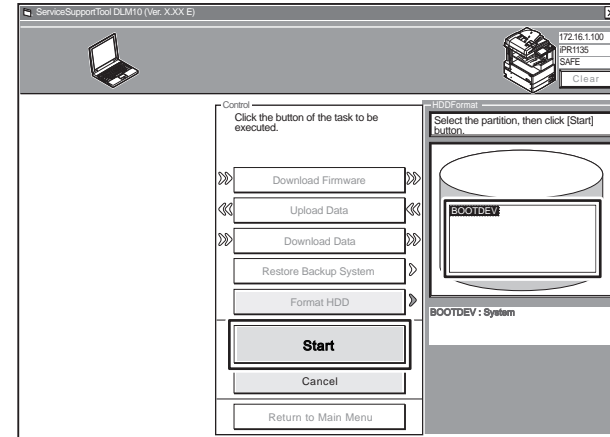 ServiceSupportTool DLM10 (Ver. X.XX E)
172.16.1.100
iPR1135
SAFE
Clear
Control
Click the button of the task to be
executed.
Download Firmware
Upload Data
Download Data
Restore Backup System
Format HDD
Start
Cancel
Return to Main Menu
HDDFormat
Select the partition, then click [Start]
button.
BOOTDEV
BOOTDEV : System